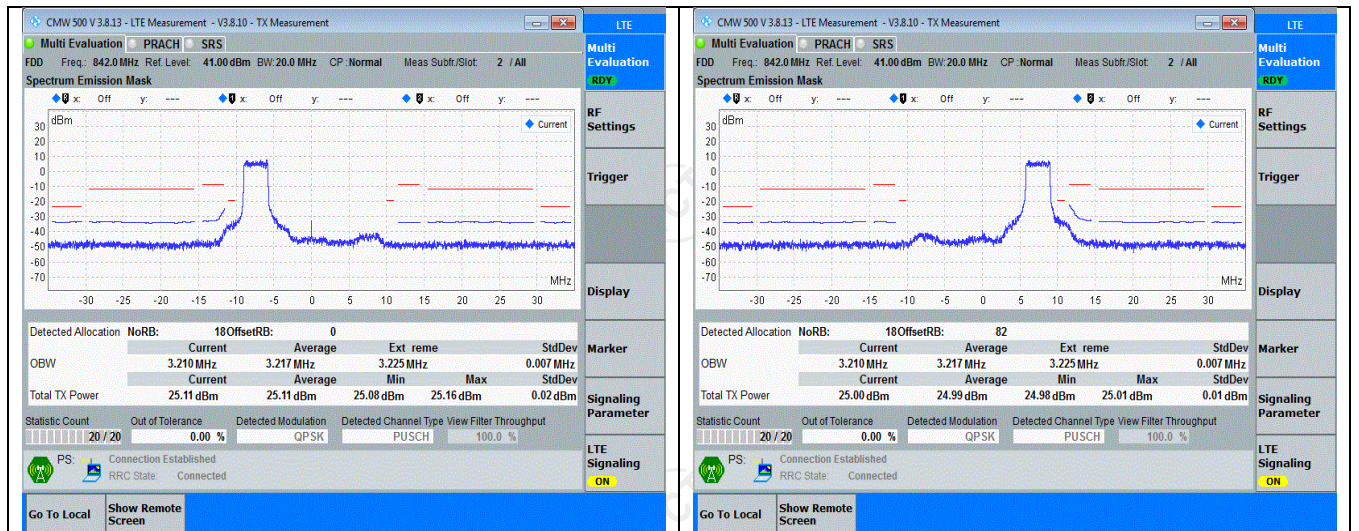 CMW 500 V 3.8.13 - LTE Measurement - V3.8.10 - TX Measurement
LTE
Multi Evaluation PRACH SRS
Multi Evaluation
RDY
FDD Freq.: 842.0 MHz Ref. Level: 41.00 dBm BW: 20.0 MHz CP :Normal Meas Subfr./Slot: 2 / All
Spectrum Emission Mask
x: Off y: --- x: Off y: --- x: Off y: ---
dBm
Current
30
20
10
0
-10
-20
-30
-40
-50
-60
-70
MHz
-30 -25 -20 -15 -10 -5 0 5 10 15 20 25 30
RF Settings
Trigger
Display
Marker
Signaling Parameter
LTE Signaling
ON
Detected Allocation NoRB: 18 OffsetRB: 0
Current Average Ext reme StdDev
OBW 3.210 MHz 3.217 MHz 3.225 MHz 0.007 MHz
Current Average Min Max StdDev
Total TX Power 25.11 dBm 25.11 dBm 25.08 dBm 25.16 dBm 0.02 dBm
Statistic Count Out of Tolerance Detected Modulation Detected Channel Type View Filter Throughput
20 / 20 0.00 % QPSK PUSCH 100.0 %
PS: Connection Established
RRC State: Connected
Go To Local Show Remote Screen
CMW 500 V 3.8.13 - LTE Measurement - V3.8.10 - TX Measurement
LTE
Multi Evaluation PRACH SRS
Multi Evaluation
RDY
FDD Freq.: 842.0 MHz Ref. Level: 41.00 dBm BW: 20.0 MHz CP :Normal Meas Subfr./Slot: 2 / All
Spectrum Emission Mask
x: Off y: --- x: Off y: --- x: Off y: ---
dBm
Current
30
20
10
0
-10
-20
-30
-40
-50
-60
-70
MHz
-30 -25 -20 -15 -10 -5 0 5 10 15 20 25 30
RF Settings
Trigger
Display
Marker
Signaling Parameter
LTE Signaling
ON
Detected Allocation NoRB: 18 OffsetRB: 82
Current Average Ext reme StdDev
OBW 3.210 MHz 3.217 MHz 3.225 MHz 0.007 MHz
Current Average Min Max StdDev
Total TX Power 25.00 dBm 24.99 dBm 24.98 dBm 25.01 dBm 0.01 dBm
Statistic Count Out of Tolerance Detected Modulation Detected Channel Type View Filter Throughput
20 / 20 0.00 % QPSK PUSCH 100.0 %
PS: Connection Established
RRC State: Connected
Go To Local Show Remote Screen